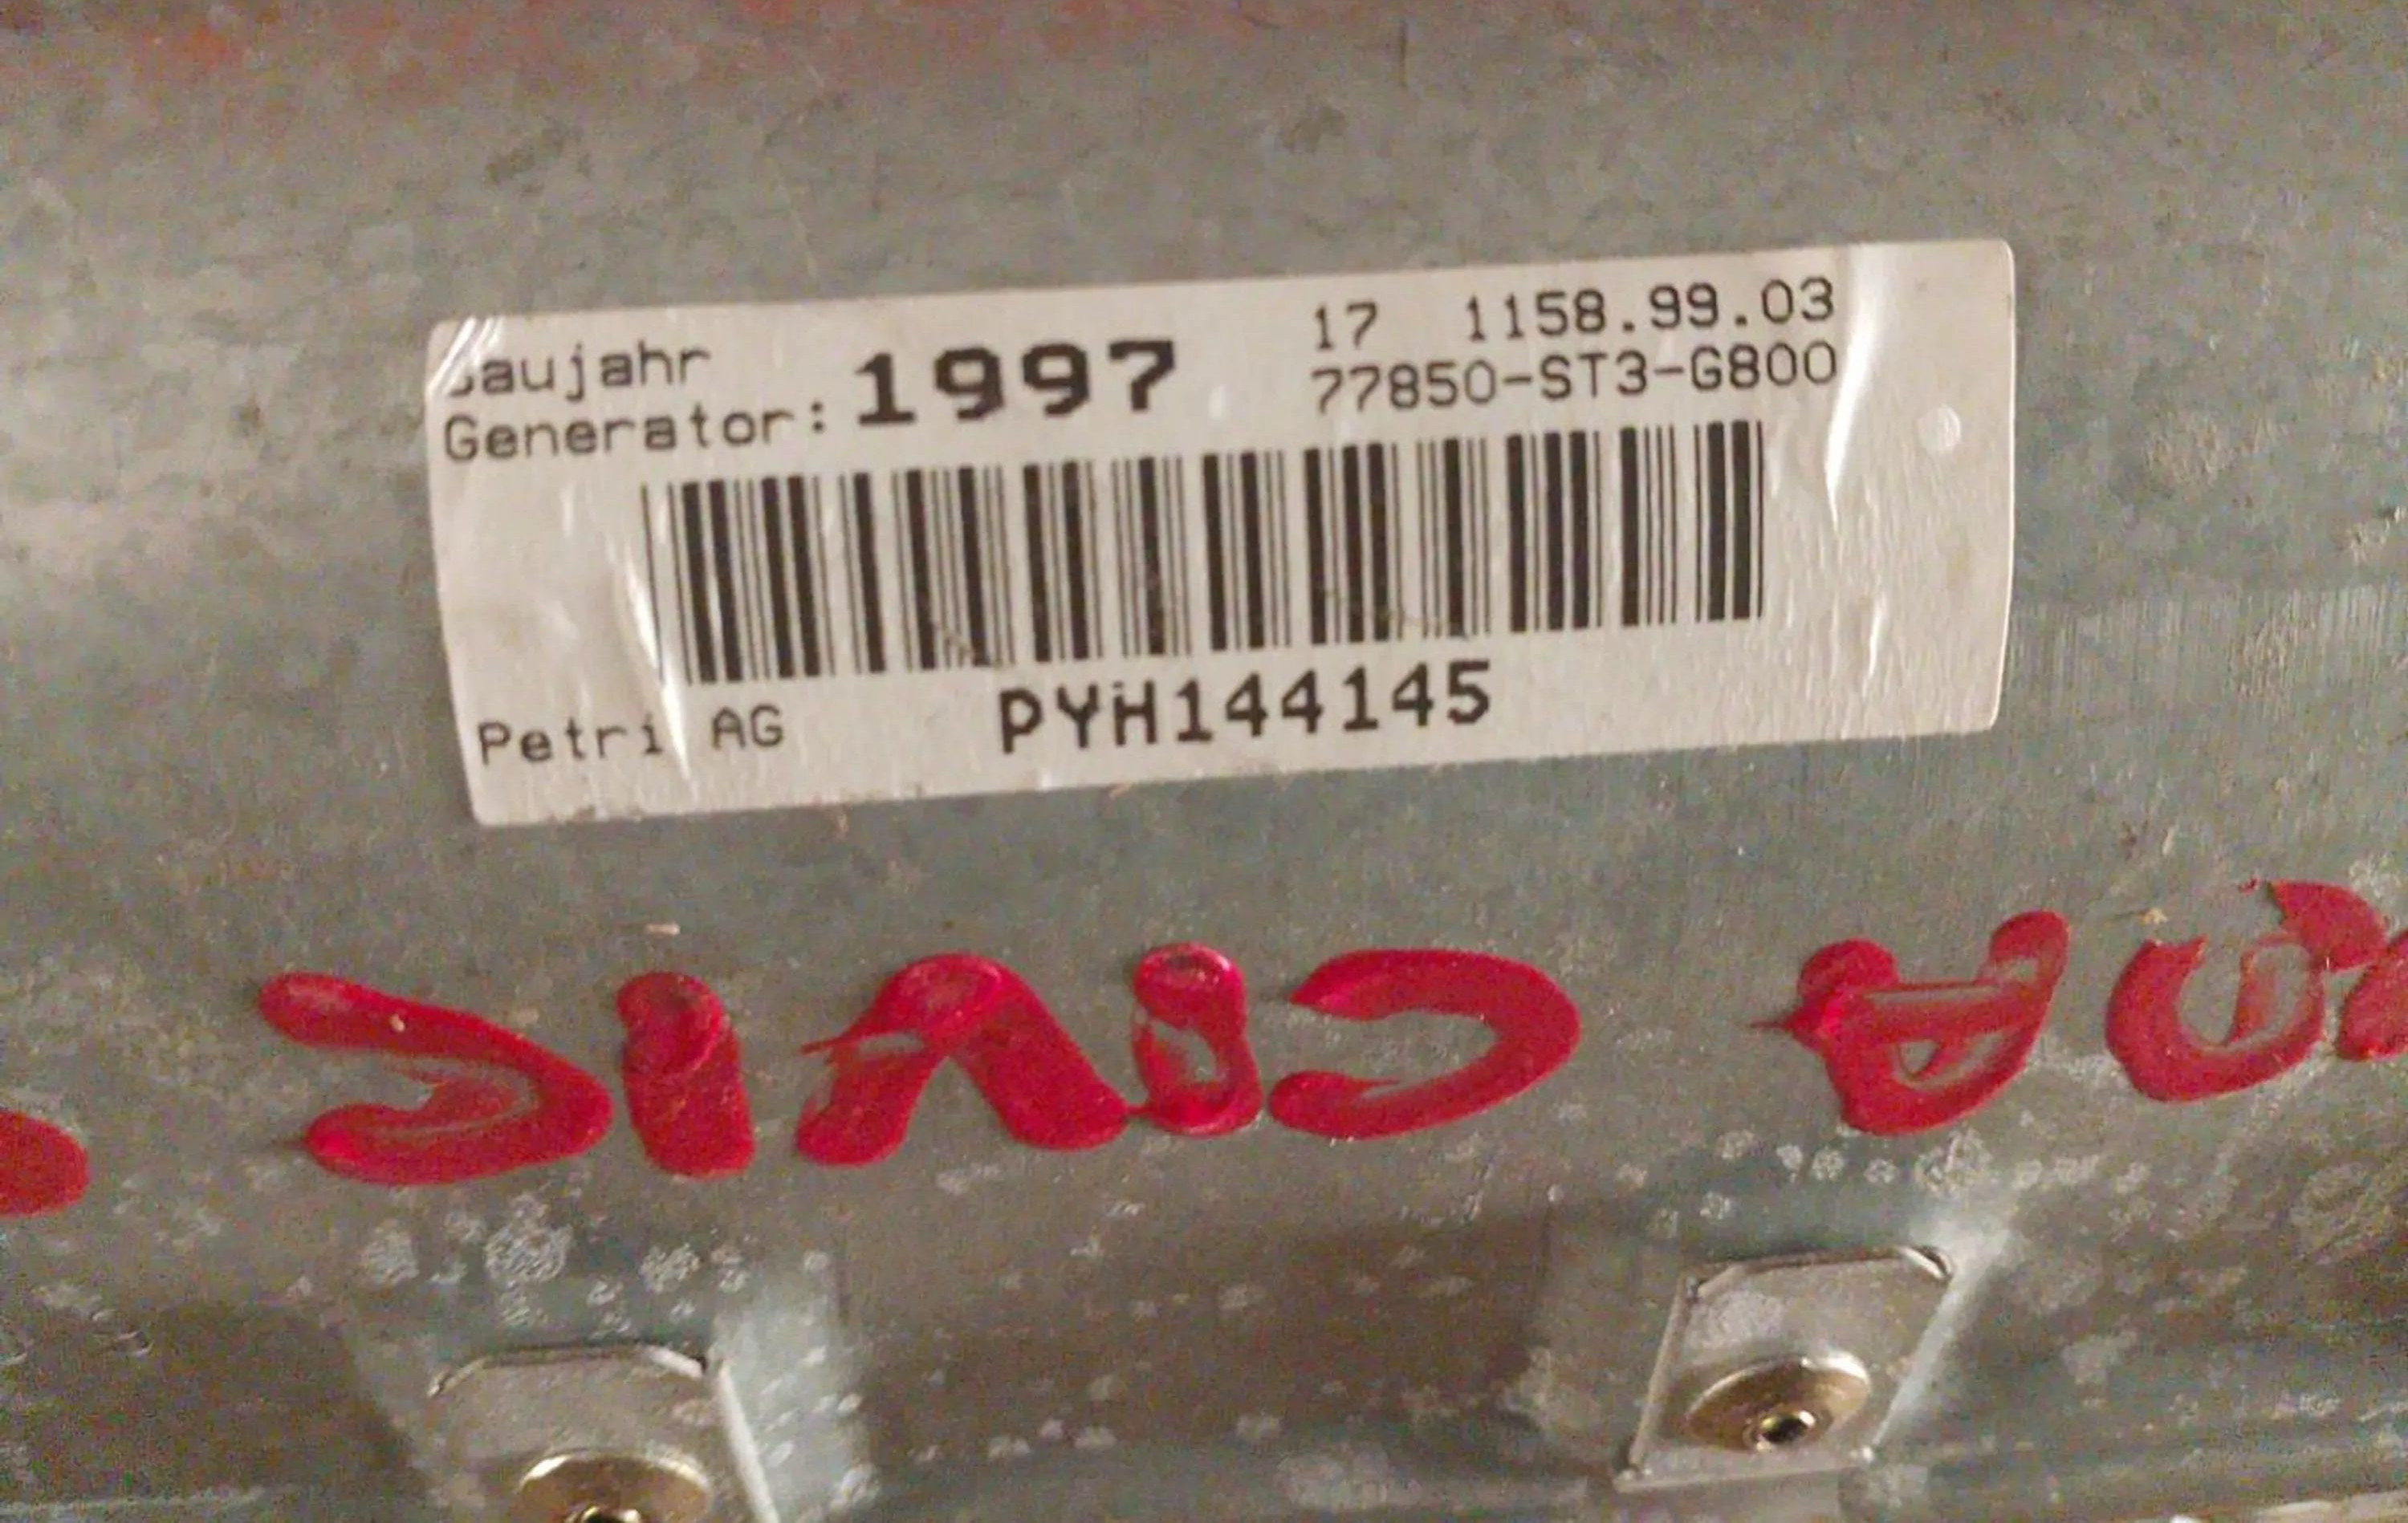 Baujahr
Generator: 1997
17 1158.99.03
77850-ST3-G800
Petri AG PYH144145
CIVIC